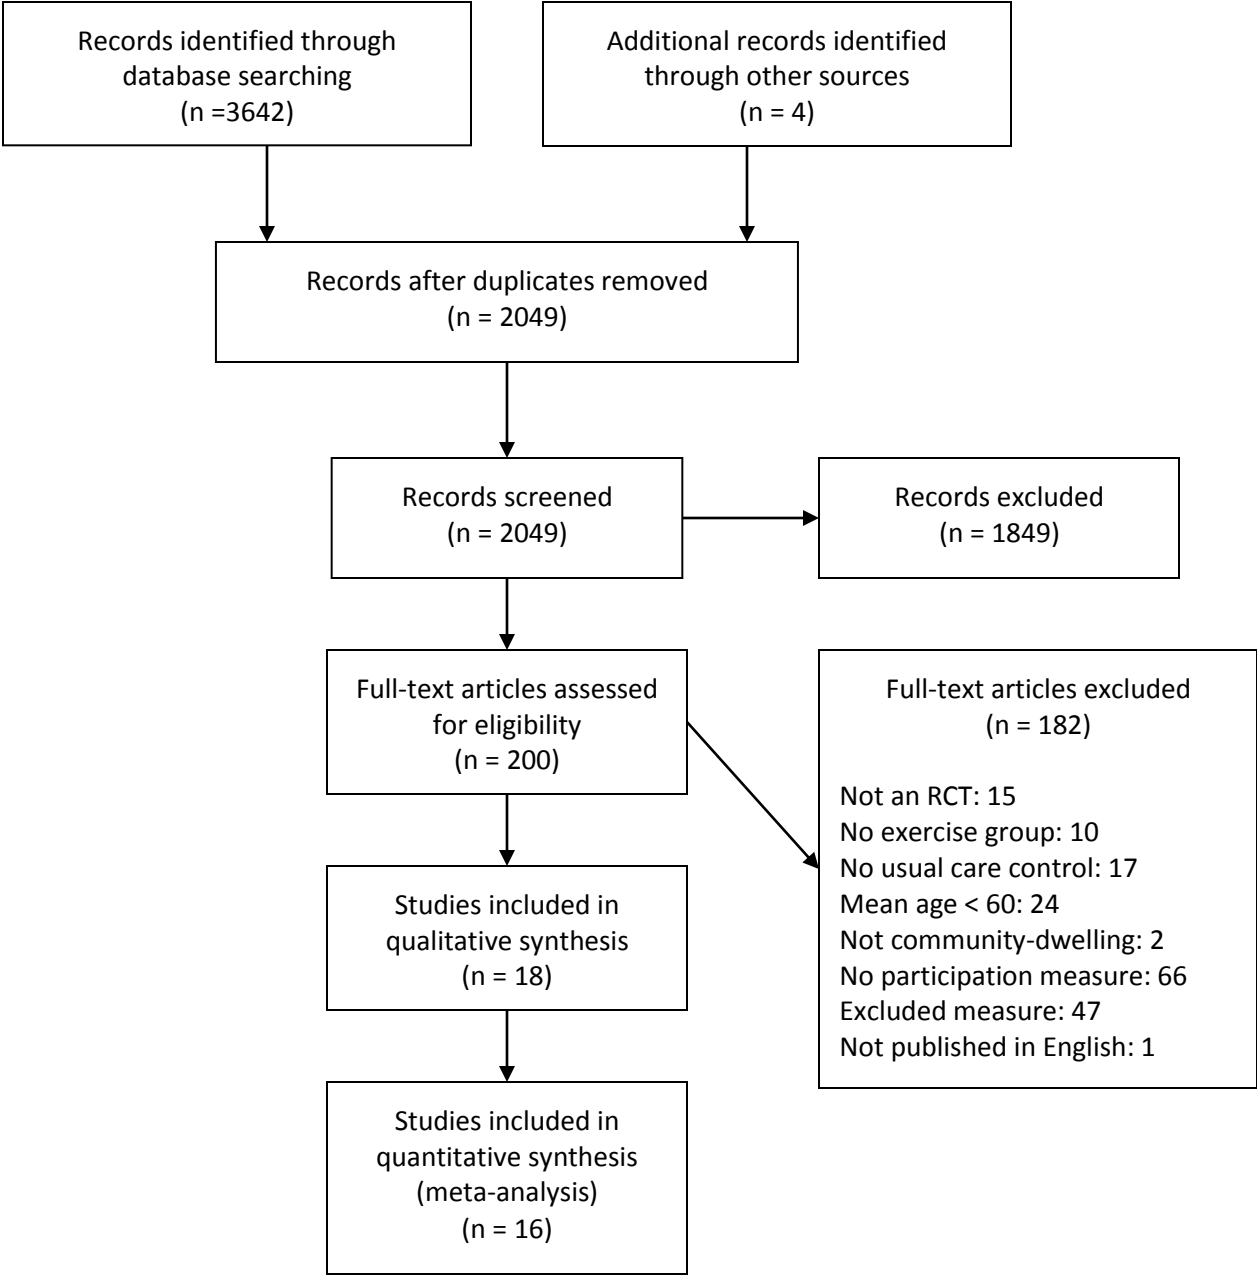 Records identified through
database searching
(n =3642)
Additional records identified
through other sources
(n = 4)
Records after duplicates removed
(n = 2049)
Records screened
(n = 2049)
Records excluded
(n = 1849)
Full-text articles assessed
for eligibility
(n = 200)
Full-text articles excluded
(n = 182)
Not an RCT: 15
No exercise group: 10
No usual care control: 17
Mean age < 60: 24
Not community-dwelling: 2
No participation measure: 66
Excluded measure: 47
Not published in English: 1
Studies included in
qualitative synthesis
(n = 18)
Studies included in
quantitative synthesis
(meta-analysis)
(n = 16)